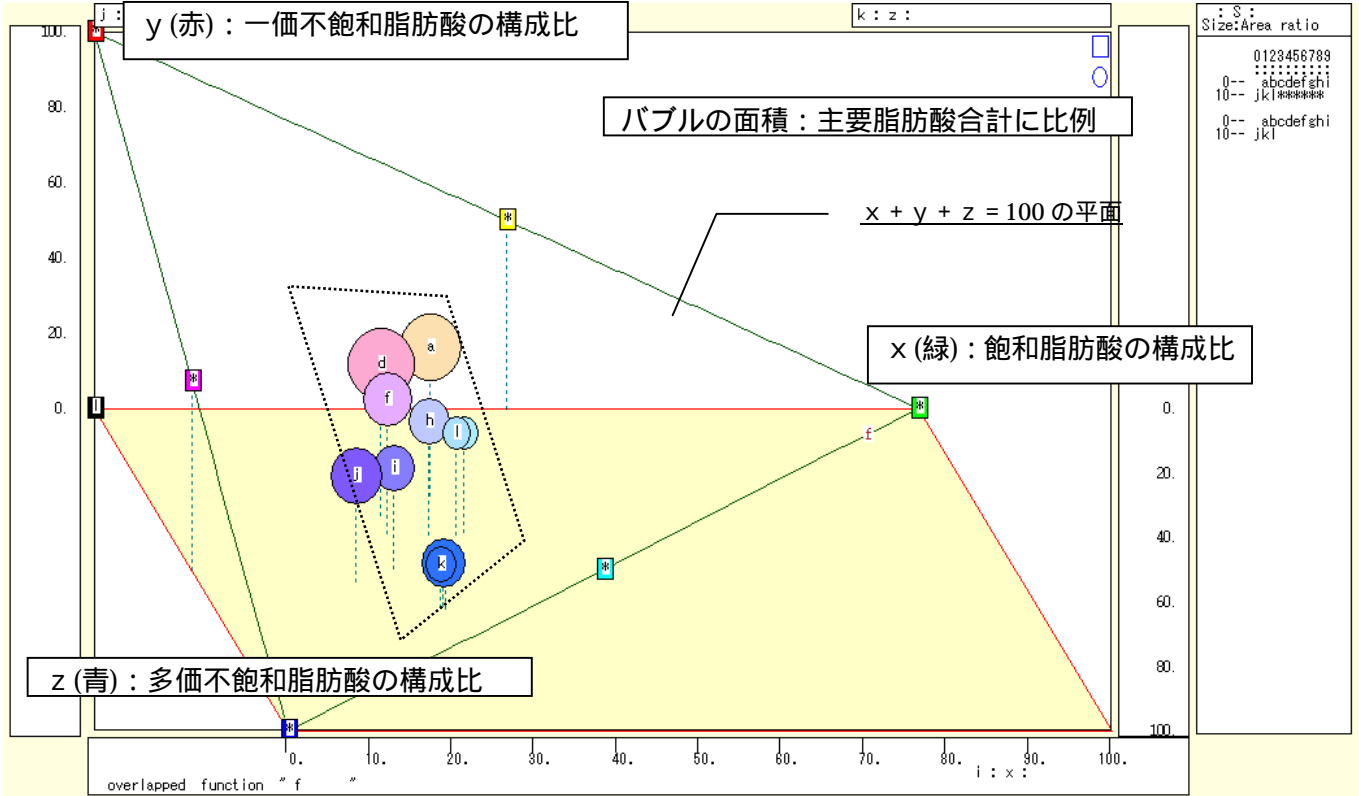 j :
y (赤)：一価不飽和脂肪酸の構成比
k : z :
: S :
Size:Area ratio
0123456789
::::::::::
0-- abcdefghi
10-- jkl******
0-- abcdefghi
10-- jkl
バブルの面積：主要脂肪酸合計に比例
x + y + z = 100 の平面
x (緑)：飽和脂肪酸の構成比
z (青)：多価不飽和脂肪酸の構成比
100.
80.
60.
40.
20.
0.
*
*
*
*
*
*
l
a
d
f
h
l
i
j
k
f
0.
20.
40.
60.
80.
100.
0.
10.
20.
30.
40.
50.
60.
70.
80.
90.
100.
i : x :
overlapped function " f "